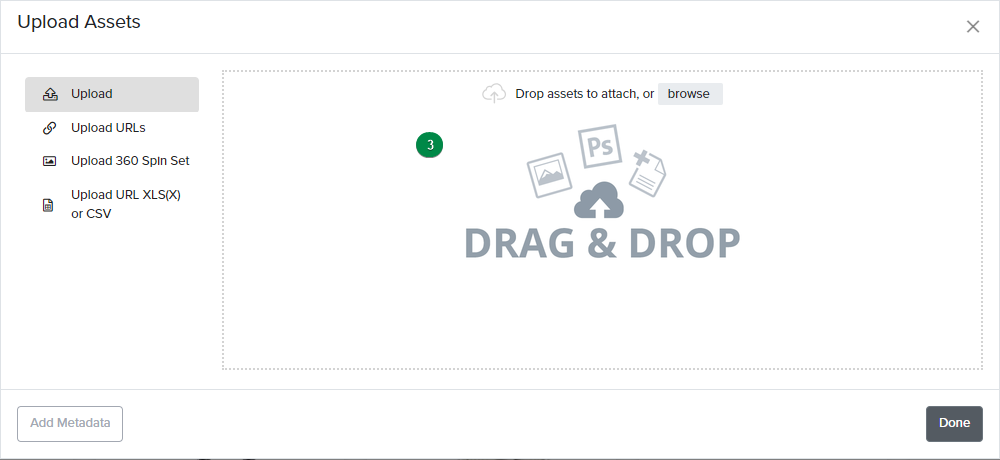 Upload Assets
Upload
Upload URLs
Upload 360 Spin Set
Upload URL XLS(X)
or CSV
Drop assets to attach, or browse
3
Ps
DRAG & DROP
Add Metadata
Done